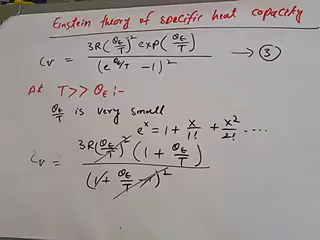 Einstein theory of specific heat capacity
Cv = 3R(θE/T)² exp(θE/T) / (e^θE/T - 1)² → ③
At T>> θE :-
θE/T is very small
e^x = 1 + x/1! + x²/2! ....
Cv = 3R(θE/T)² (1 + θE/T) / (1 + θE/T - 1)²